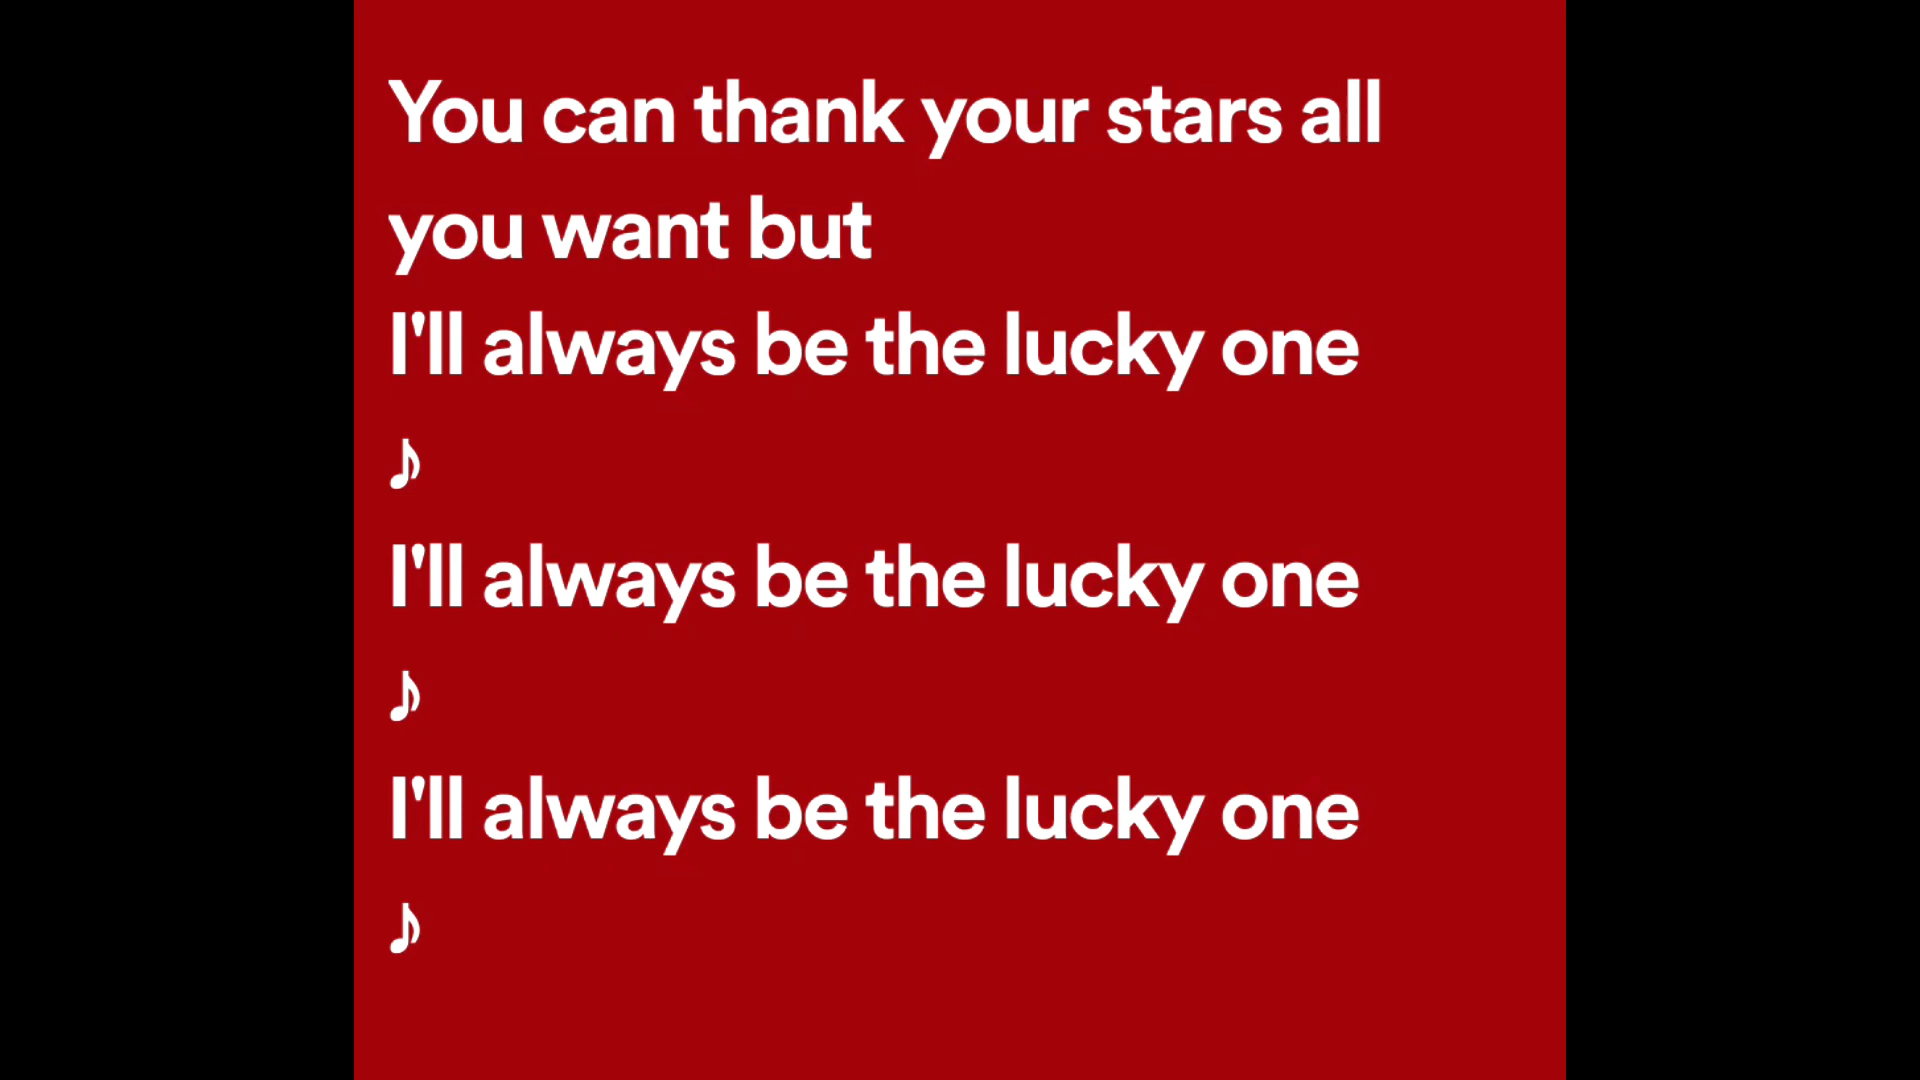 You can thank your stars all
you want but
I'll always be the lucky one
♪
I'll always be the lucky one
♪
I'll always be the lucky one
♪